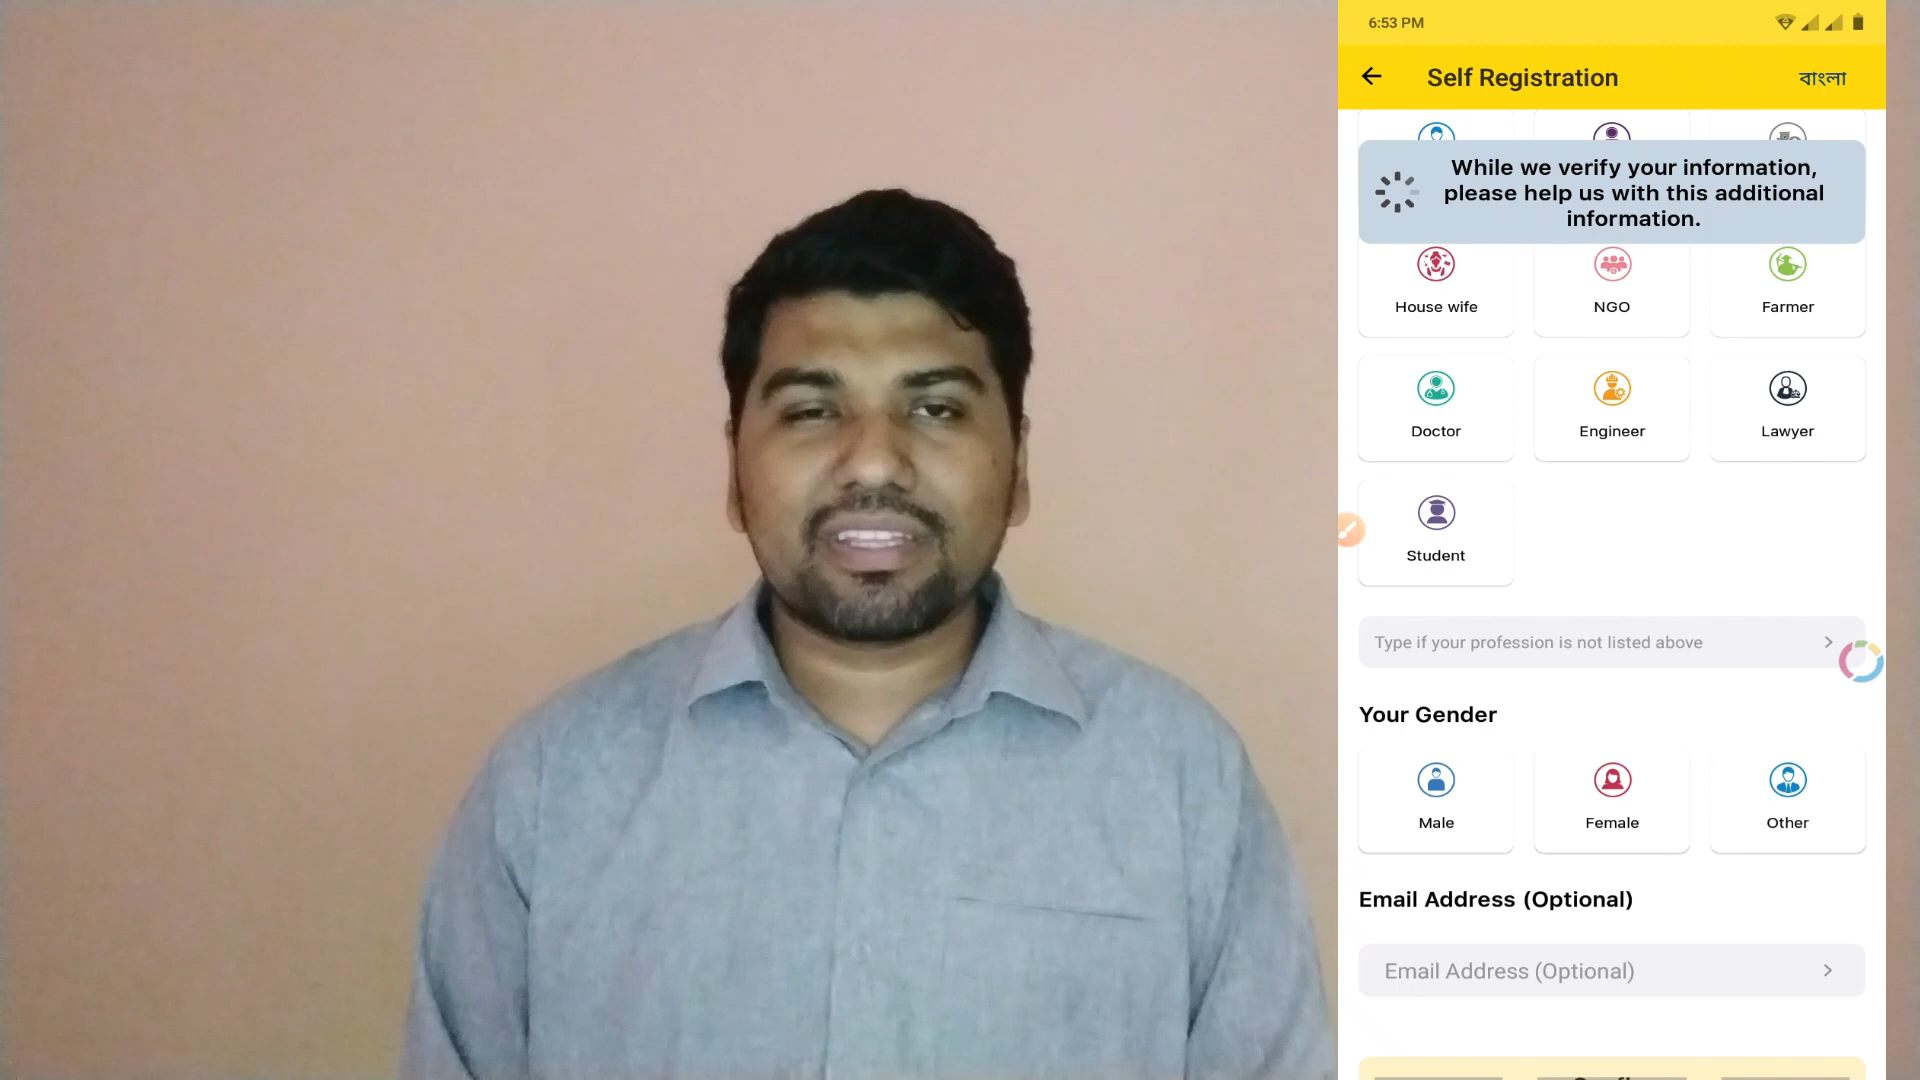 6:53 PM
Self Registration
বাংলা
While we verify your information,
please help us with this additional
information.
House wife
NGO
Farmer
Doctor
Engineer
Lawyer
Student
Type if your profession is not listed above
Your Gender
Male
Female
Other
Email Address (Optional)
Email Address (Optional)